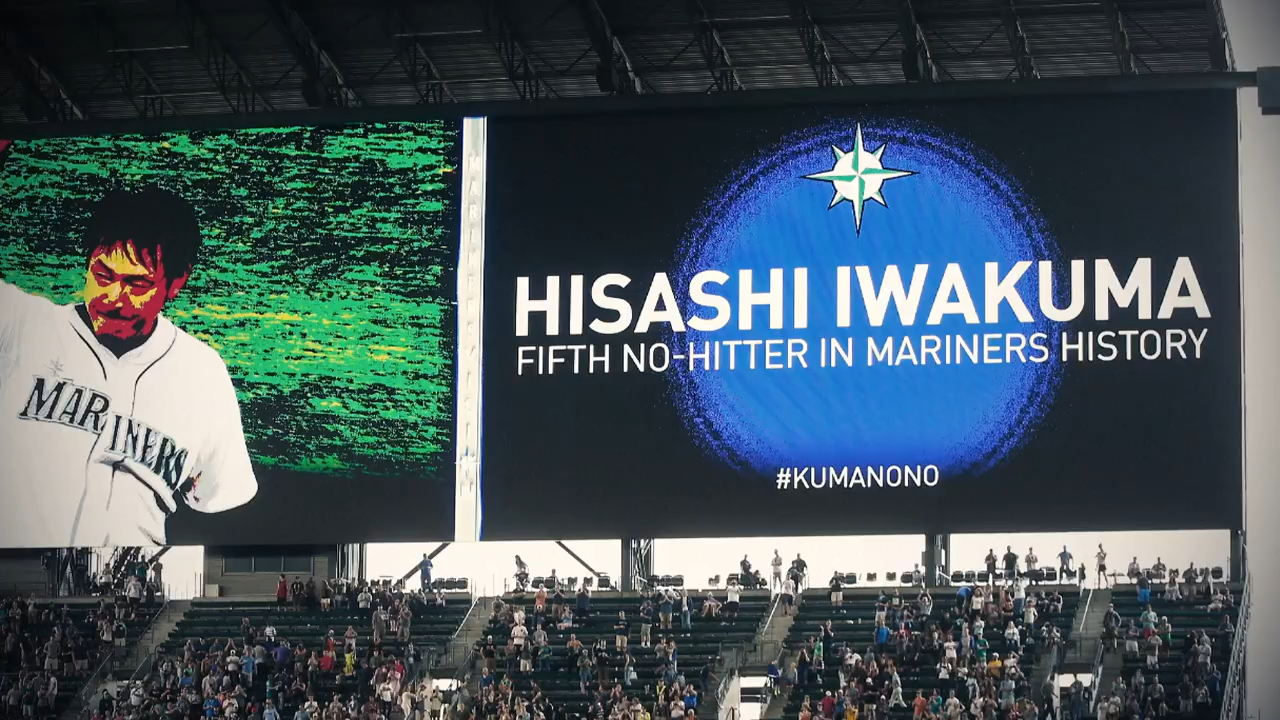 MARINERS
HISASHI IWAKUMA
FIFTH NO-HITTER IN MARINERS HISTORY
#KUMANONO